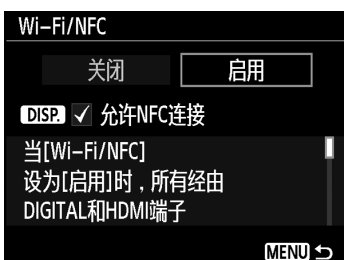 Wi-Fi/NFC
关闭 启用
DISP. ✓ 允许NFC连接
当[Wi-Fi/NFC]
设为[启用]时，所有经由
DIGITAL和HDMI端子
MENU